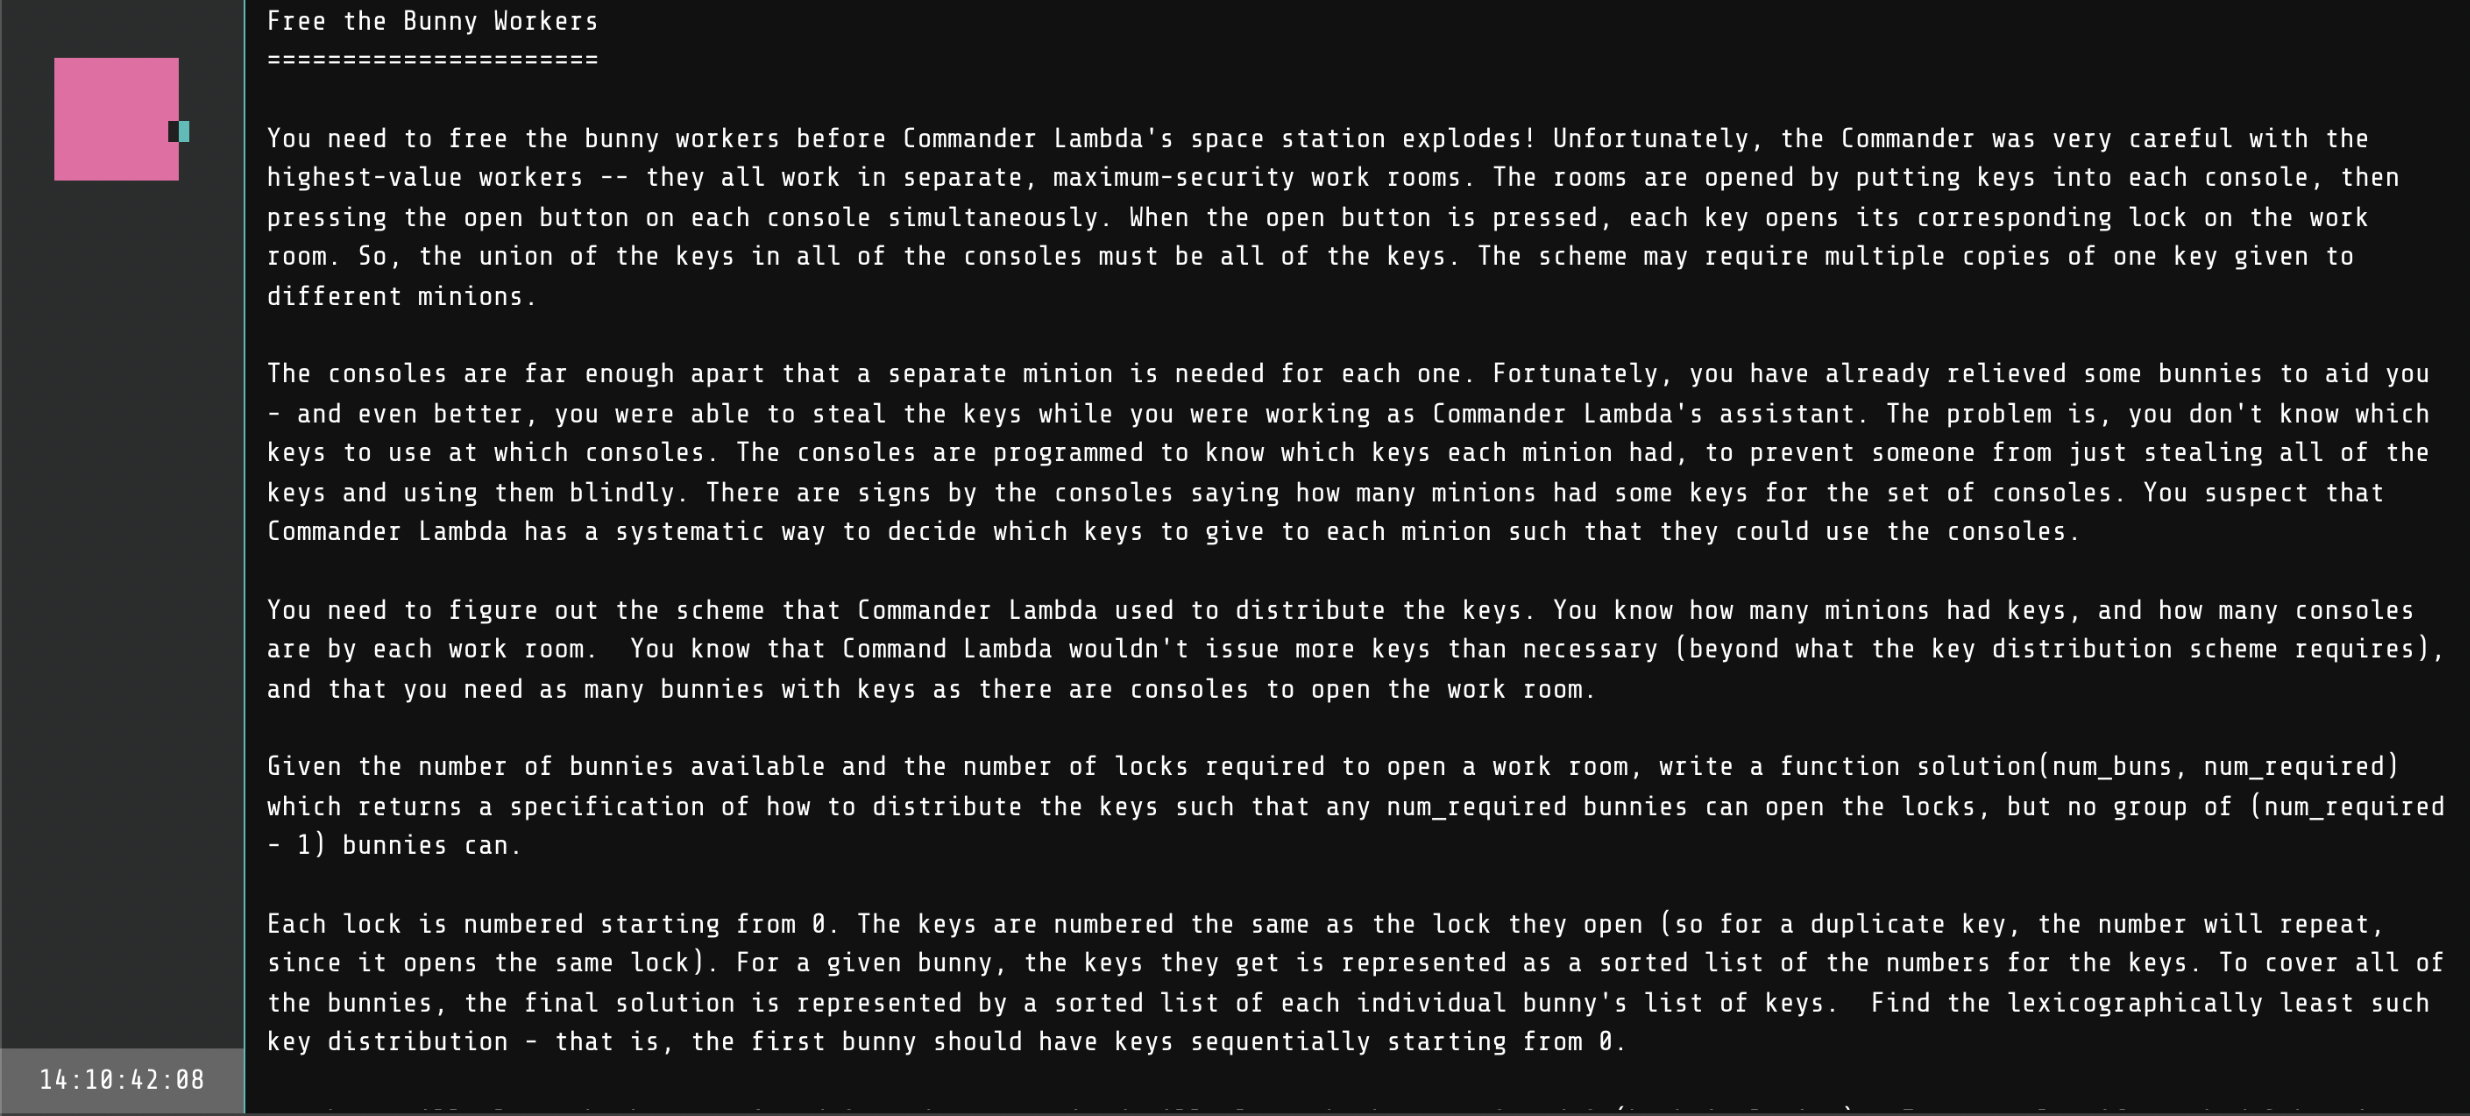 Free the Bunny Workers
======================
You need to free the bunny workers before Commander Lambda's space station explodes! Unfortunately, the Commander was very careful with the
highest-value workers -- they all work in separate, maximum-security work rooms. The rooms are opened by putting keys into each console, then
pressing the open button on each console simultaneously. When the open button is pressed, each key opens its corresponding lock on the work
room. So, the union of the keys in all of the consoles must be all of the keys. The scheme may require multiple copies of one key given to
different minions.
The consoles are far enough apart that a separate minion is needed for each one. Fortunately, you have already relieved some bunnies to aid you
- and even better, you were able to steal the keys while you were working as Commander Lambda's assistant. The problem is, you don't know which
keys to use at which consoles. The consoles are programmed to know which keys each minion had, to prevent someone from just stealing all of the
keys and using them blindly. There are signs by the consoles saying how many minions had some keys for the set of consoles. You suspect that
Commander Lambda has a systematic way to decide which keys to give to each minion such that they could use the consoles.
You need to figure out the scheme that Commander Lambda used to distribute the keys. You know how many minions had keys, and how many consoles
are by each work room.  You know that Command Lambda wouldn't issue more keys than necessary (beyond what the key distribution scheme requires),
and that you need as many bunnies with keys as there are consoles to open the work room.
Given the number of bunnies available and the number of locks required to open a work room, write a function solution(num_buns, num_required)
which returns a specification of how to distribute the keys such that any num_required bunnies can open the locks, but no group of (num_required
- 1) bunnies can.
Each lock is numbered starting from 0. The keys are numbered the same as the lock they open (so for a duplicate key, the number will repeat,
since it opens the same lock). For a given bunny, the keys they get is represented as a sorted list of the numbers for the keys. To cover all of
the bunnies, the final solution is represented by a sorted list of each individual bunny's list of keys.  Find the lexicographically least such
key distribution - that is, the first bunny should have keys sequentially starting from 0.
14:10:42:08